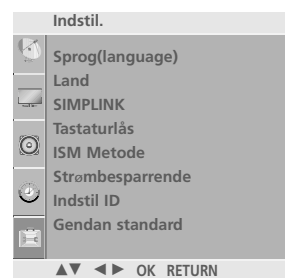 Indstil.
Sprog(language)
Land
SIMPLINK
Tastaturlås
ISM Metode
Strømbesparrende
Indstil ID
Gendan standard
▲▼ ◄► OK RETURN